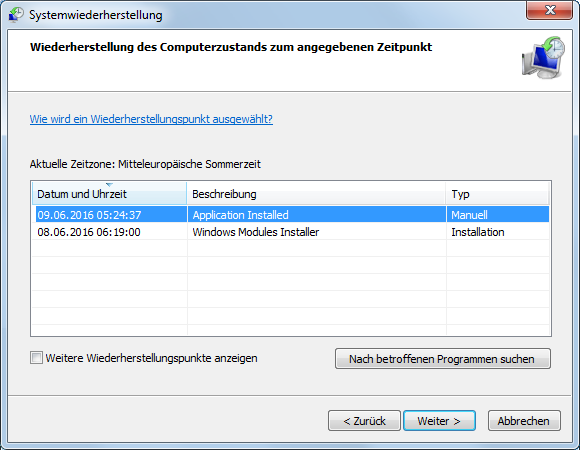 Systemwiederherstellung
Wiederherstellung des Computerzustands zum angegebenen Zeitpunkt
Wie wird ein Wiederherstellungspunkt ausgewählt?
Aktuelle Zeitzone: Mitteleuropäische Sommerzeit
Datum und Uhrzeit Beschreibung Typ
09.06.2016 05:24:37 Application Installed Manuell
08.06.2016 06:19:00 Windows Modules Installer Installation
Weitere Wiederherstellungspunkte anzeigen Nach betroffenen Programmen suchen
< Zurück Weiter > Abbrechen